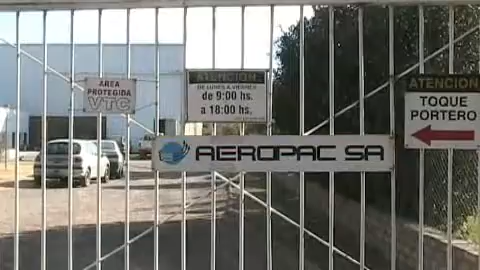 AREA
PROTEGIDA
VTC
ATENCION
DE LUNES A VIERNES
de 9:00 hs.
a 18:00 hs.
ATENCION
TOQUE
PORTERO
AEROPAC SA